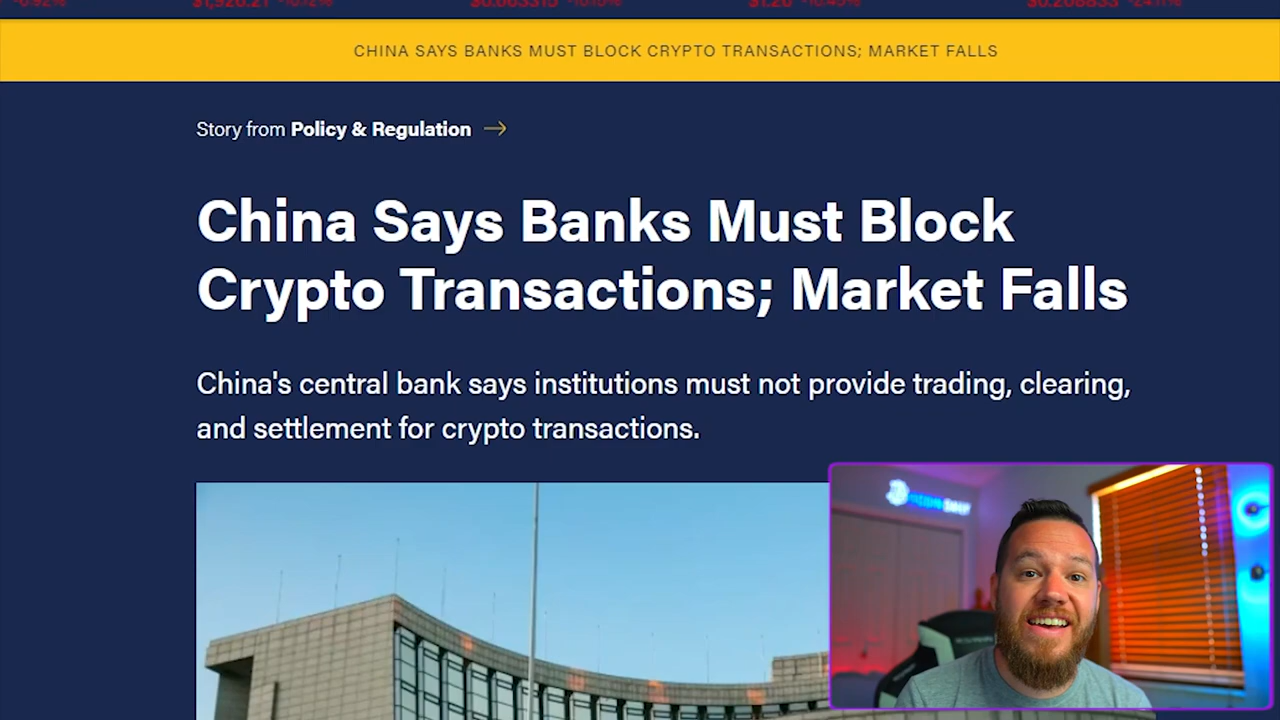 CHINA SAYS BANKS MUST BLOCK CRYPTO TRANSACTIONS; MARKET FALLS
Story from Policy & Regulation
China Says Banks Must Block
Crypto Transactions; Market Falls
China's central bank says institutions must not provide trading, clearing,
and settlement for crypto transactions.